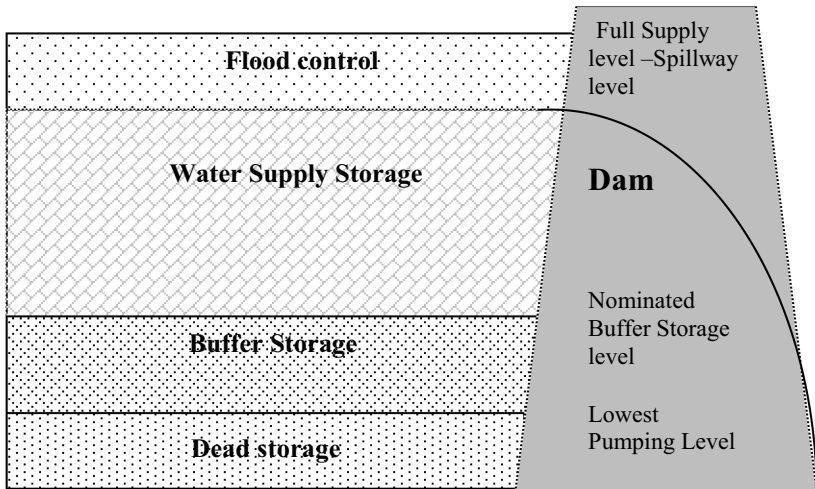 Flood control
Full Supply
level –Spillway
level
Water Supply Storage
Dam
Nominated
Buffer Storage
level
Buffer Storage
Lowest
Pumping Level
Dead storage